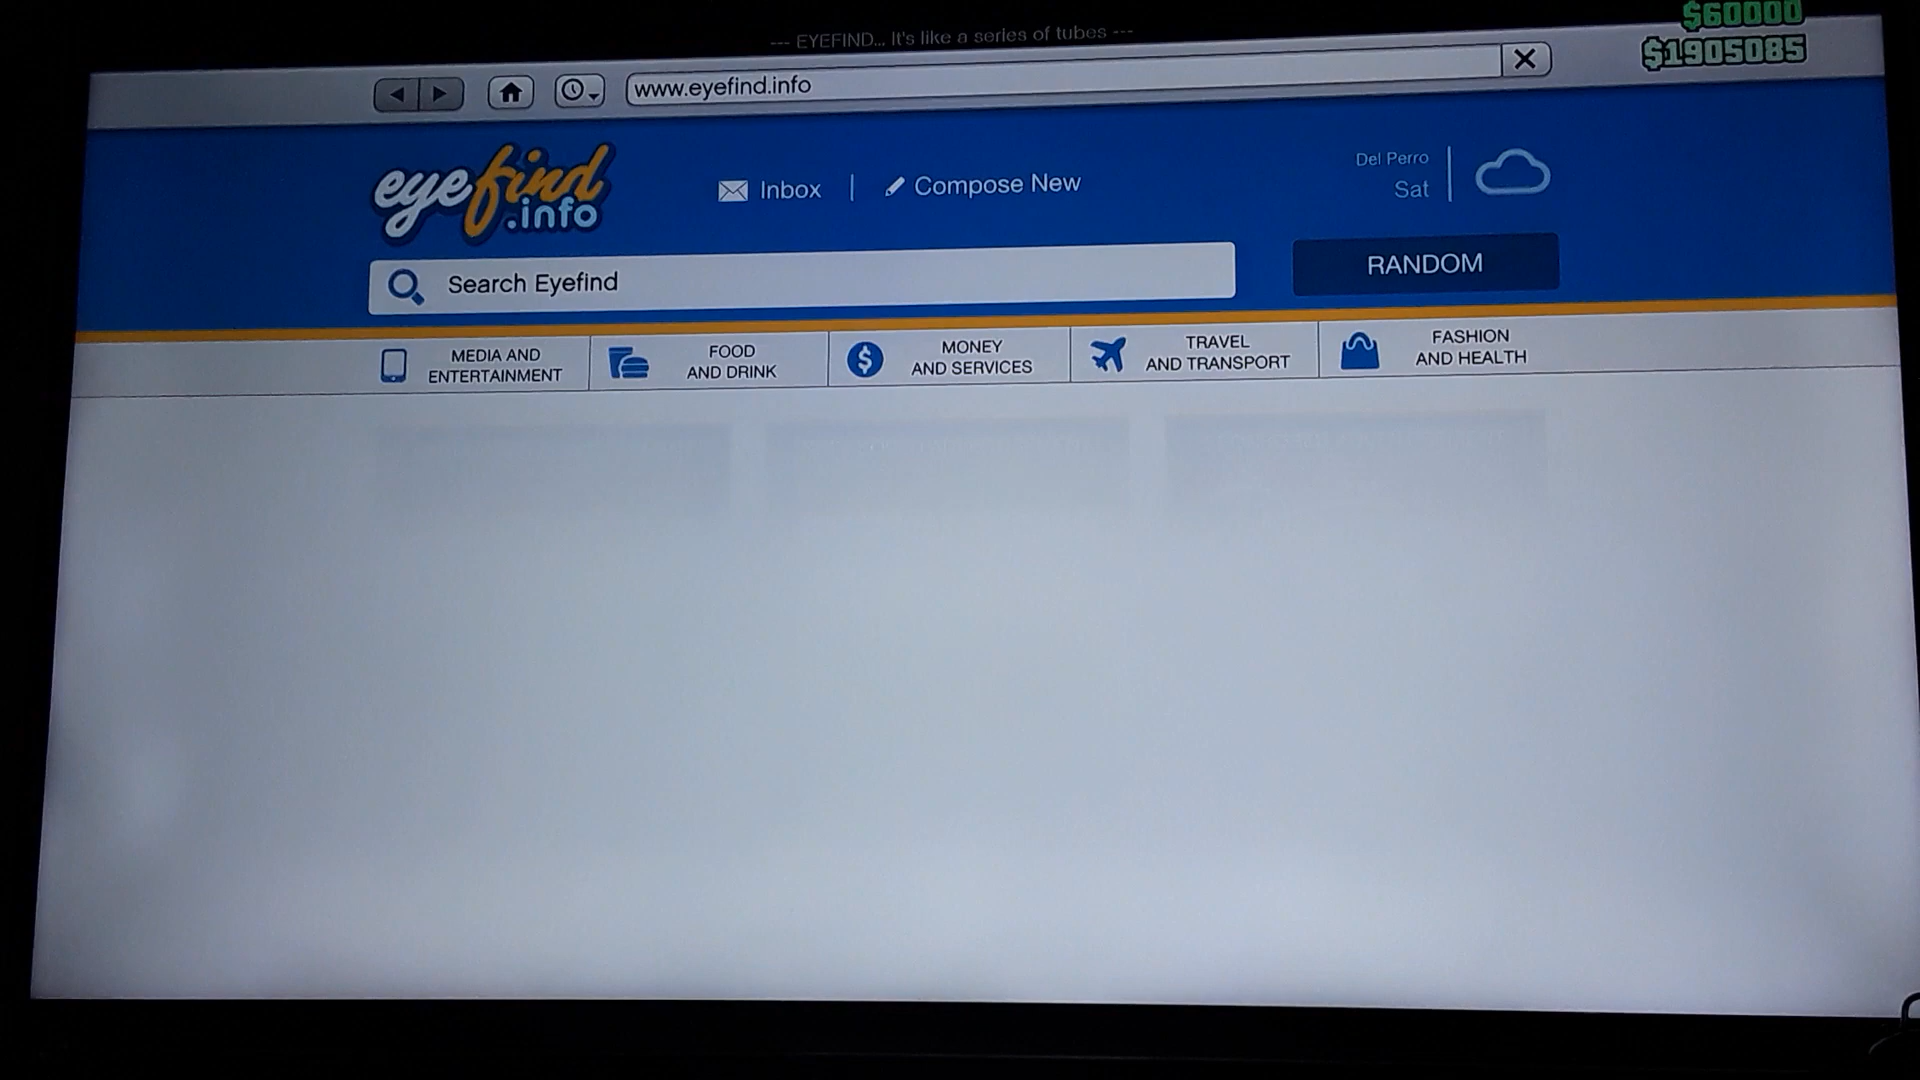 --- EYEFIND... It's like a series of tubes ---
$60000
$1905085
www.eyefind.info
eyefind
.info
Inbox | Compose New
Del Perro
Sat
Search Eyefind
RANDOM
MEDIA AND
ENTERTAINMENT
FOOD
AND DRINK
MONEY
AND SERVICES
TRAVEL
AND TRANSPORT
FASHION
AND HEALTH